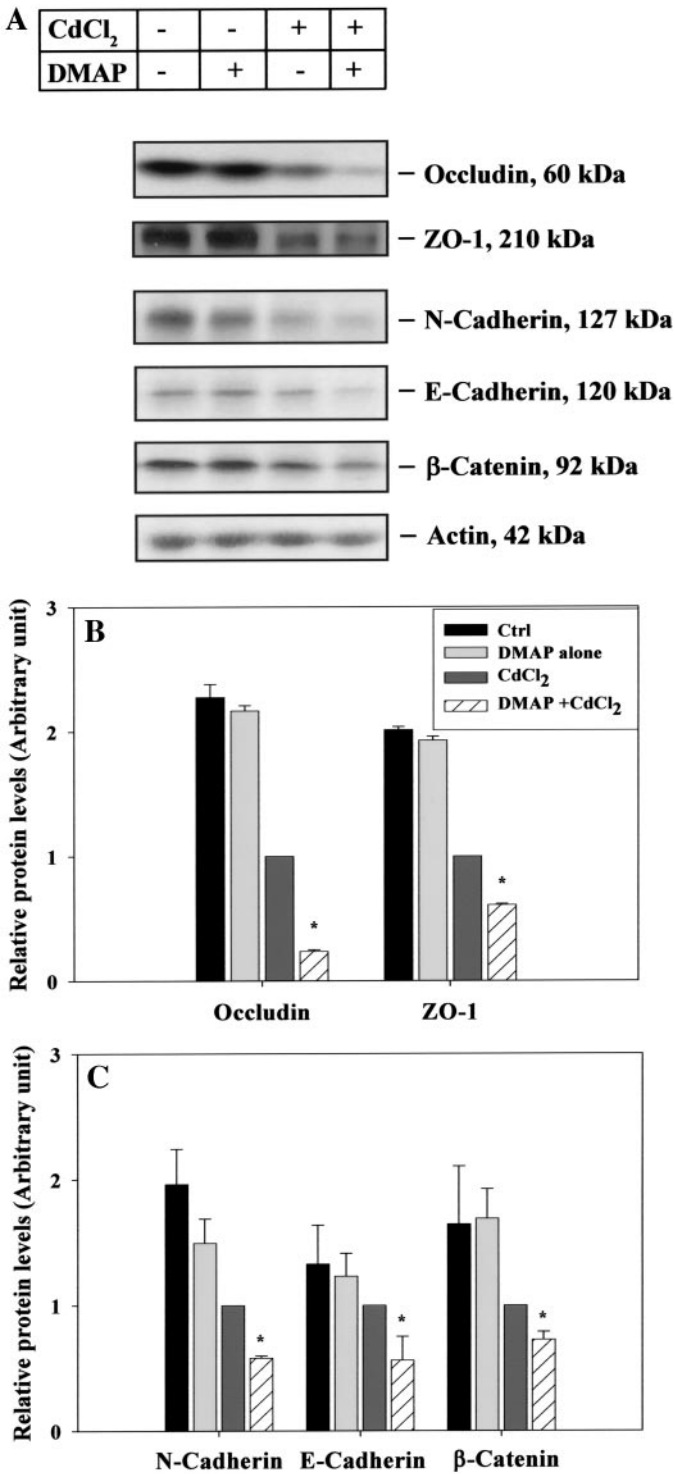 A
CdCl2 - - + +
DMAP - + - +
– Occludin, 60 kDa
– ZO-1, 210 kDa
– N-Cadherin, 127 kDa
– E-Cadherin, 120 kDa
– β-Catenin, 92 kDa
– Actin, 42 kDa
B
Relative protein levels (Arbitrary unit)
3
2
1
0
Ctrl
DMAP alone
CdCl2
DMAP +CdCl2
*
*
Occludin ZO-1
C
Relative protein levels (Arbitrary unit)
3
2
1
0
*
*
*
N-Cadherin E-Cadherin β-Catenin